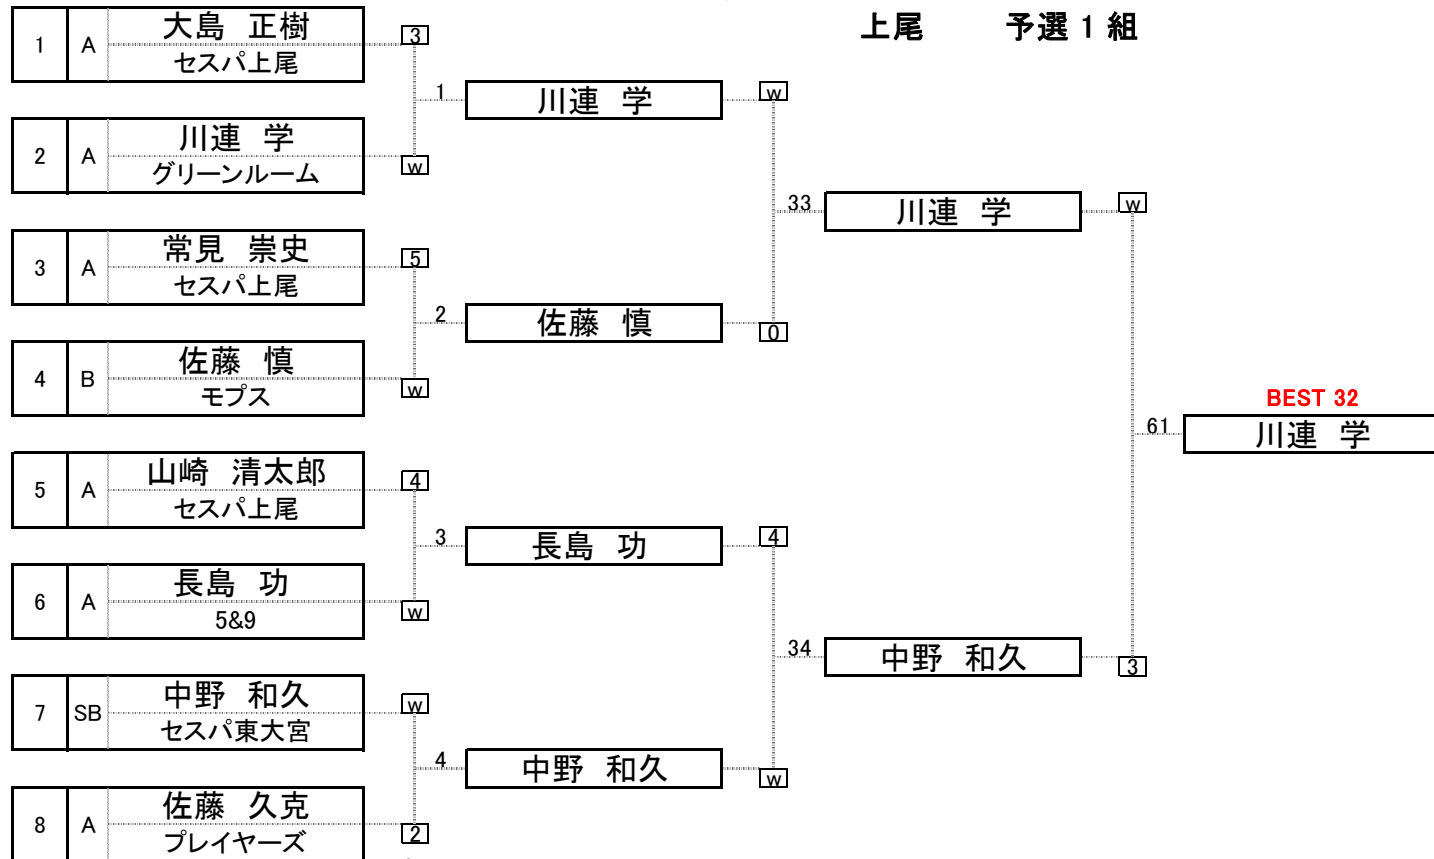 上尾 予選 1 組
1 A 大島 正樹 3
セスパ上尾
1 川連 学 w
2 A 川連 学
グリーンルーム w
33 川連 学 w
3 A 常見 崇史 5
セスパ上尾
2 佐藤 慎 0
4 B 佐藤 慎
モプス w
BEST 32
61 川連 学
5 A 山崎 清太郎 4
セスパ上尾
3 長島 功 4
6 A 長島 功
5&9 w
34 中野 和久 3
7 SB 中野 和久 w
セスパ東大宮
4 中野 和久 w
8 A 佐藤 久克
プレイヤーズ 2